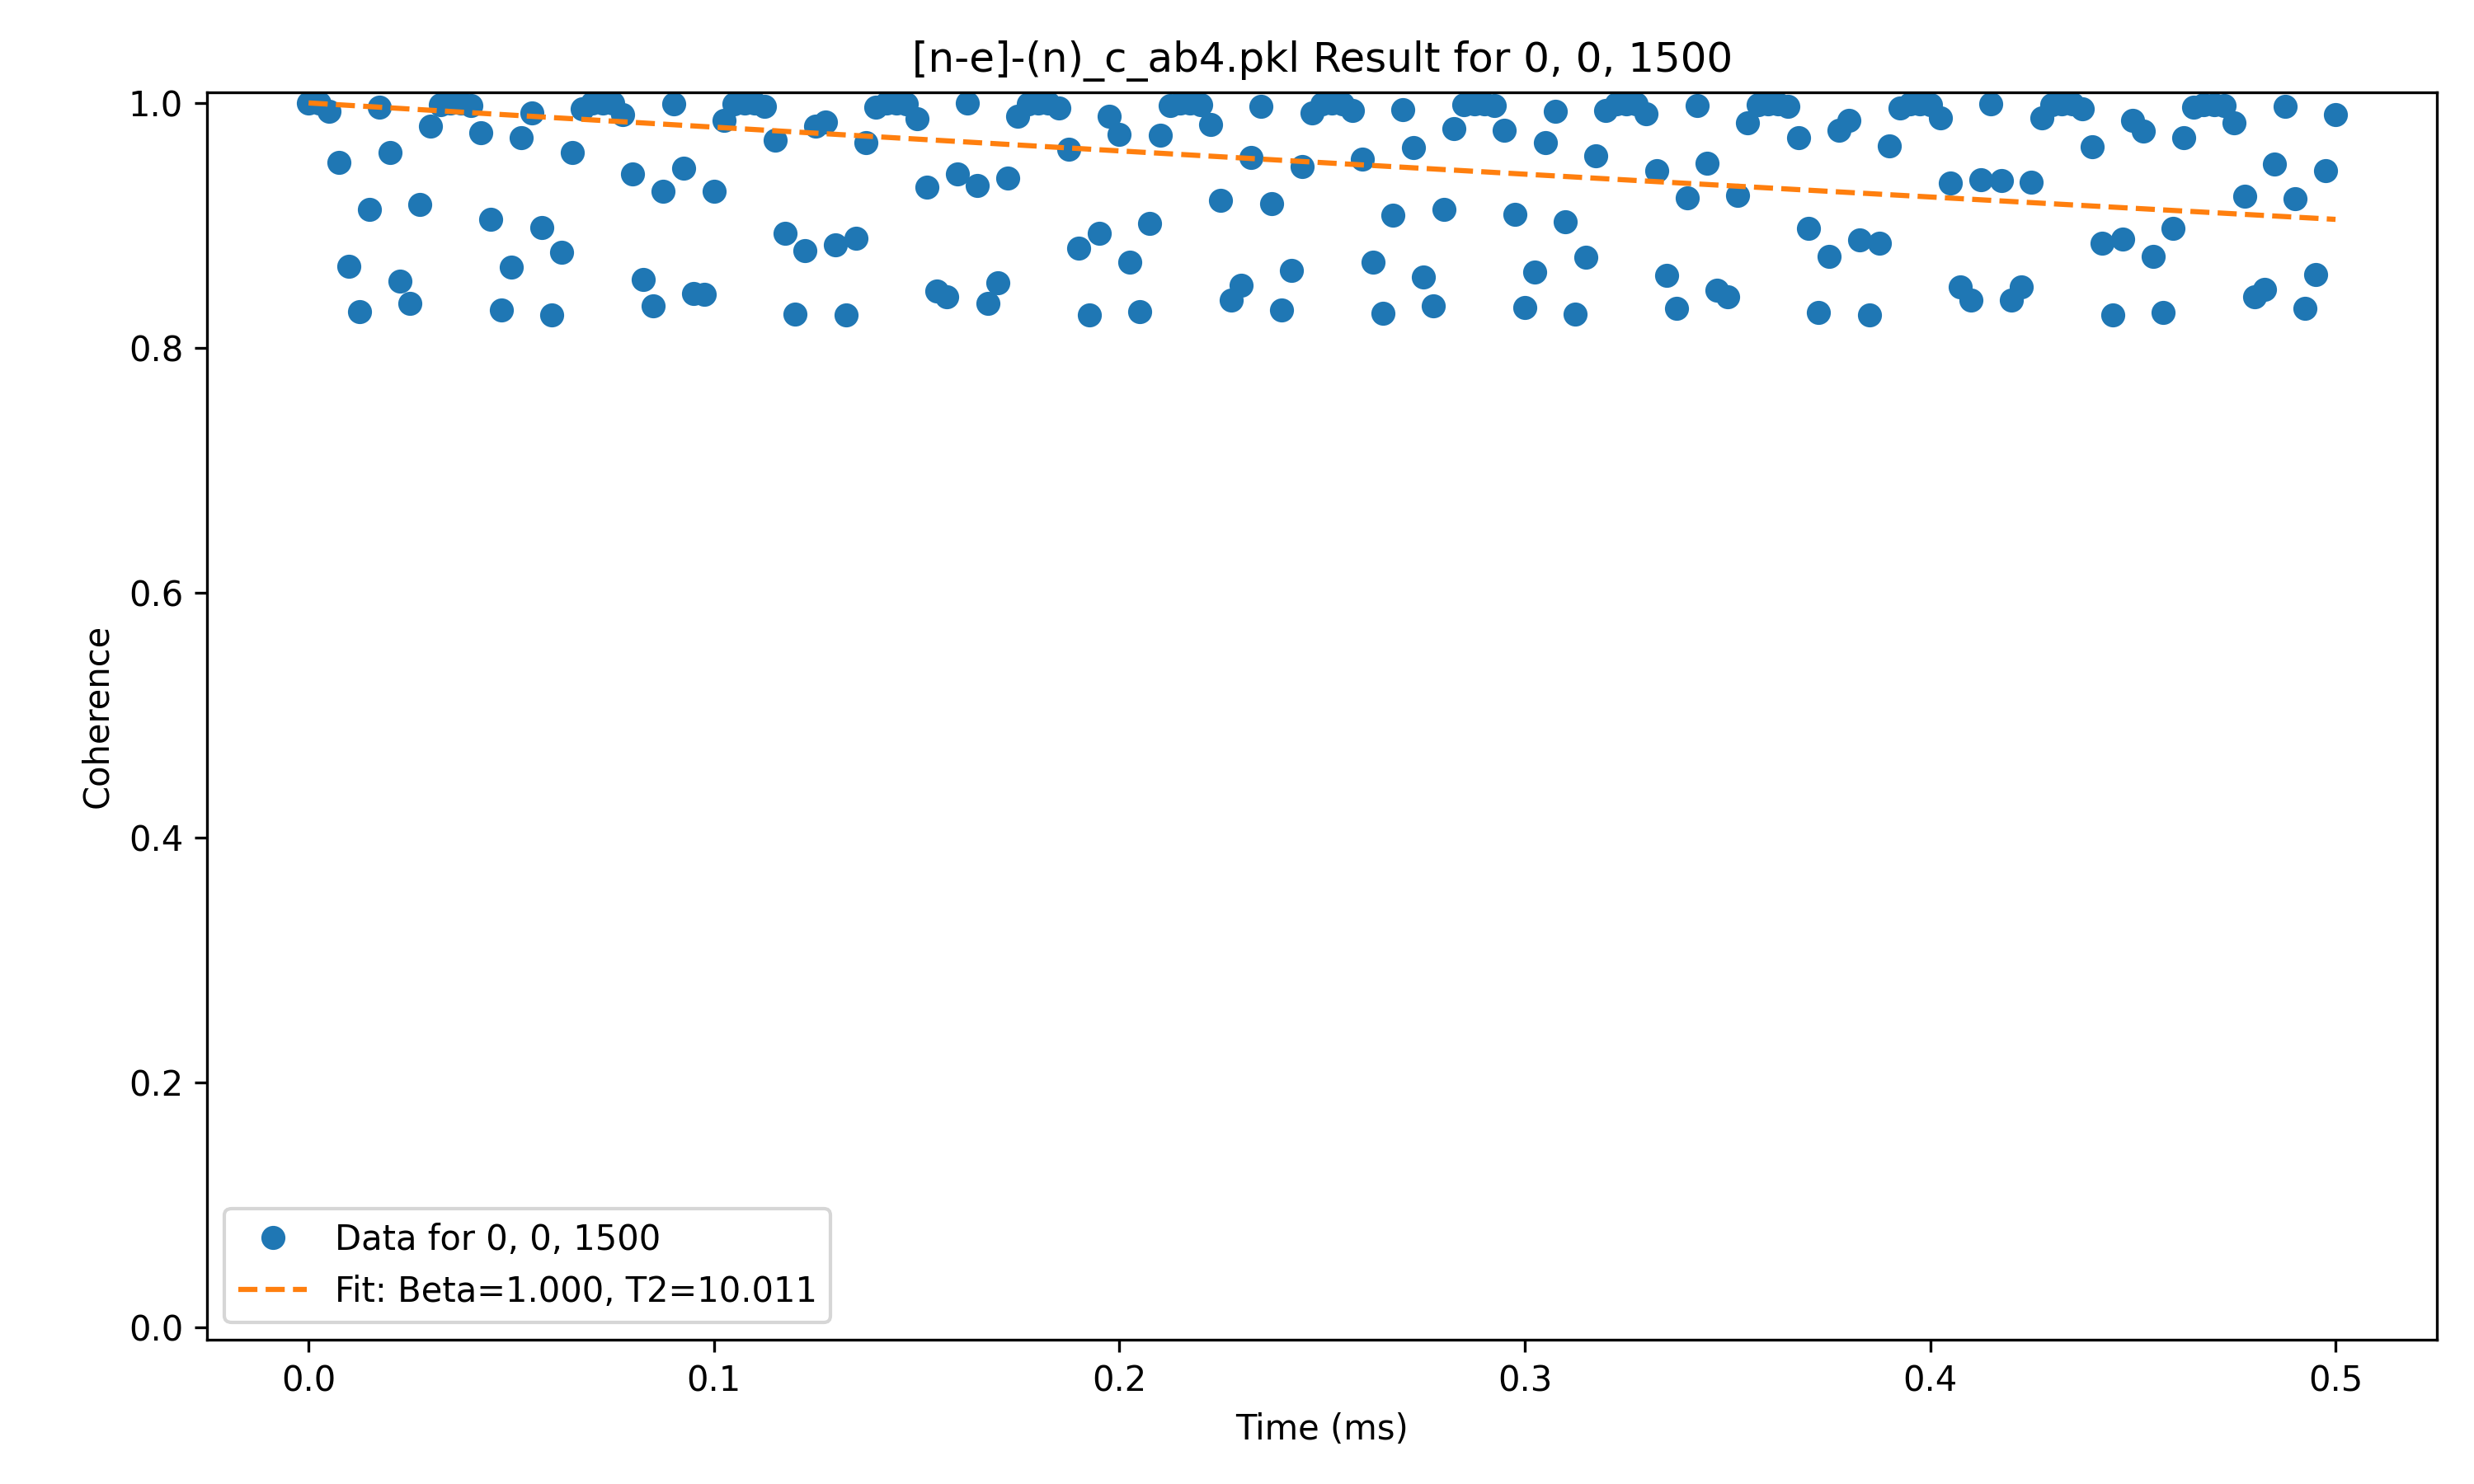 [n-e]-(n)_c_ab4.pkl Result for 0, 0, 1500
1.0
0.8
0.6
0.4
0.2
0.0
Coherence
Data for 0, 0, 1500
Fit: Beta=1.000, T2=10.011
0.0 0.1 0.2 0.3 0.4 0.5
Time (ms)